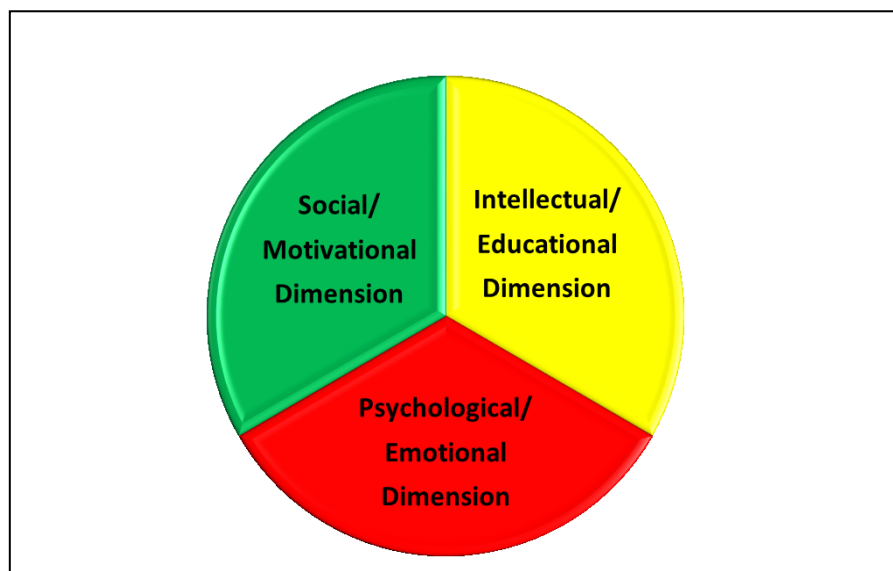 Social/
Motivational
Dimension
Intellectual/
Educational
Dimension
Psychological/
Emotional
Dimension